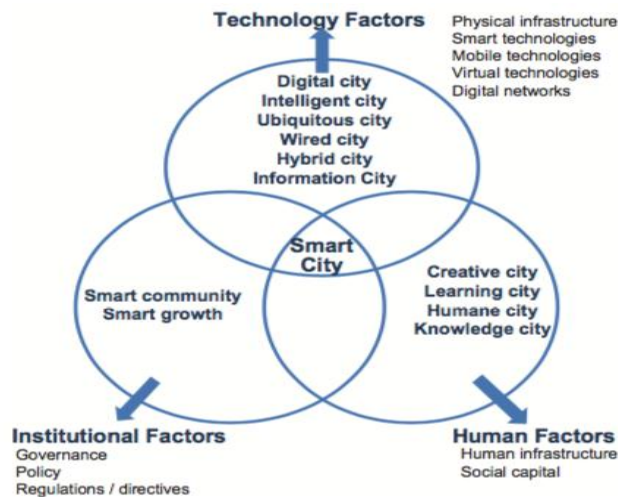 Technology Factors
Physical infrastructure
Smart technologies
Mobile technologies
Virtual technologies
Digital networks
Digital city
Intelligent city
Ubiquitous city
Wired city
Hybrid city
Information City
Smart
City
Smart community
Smart growth
Creative city
Learning city
Humane city
Knowledge city
Institutional Factors
Governance
Policy
Regulations / directives
Human Factors
Human infrastructure
Social capital